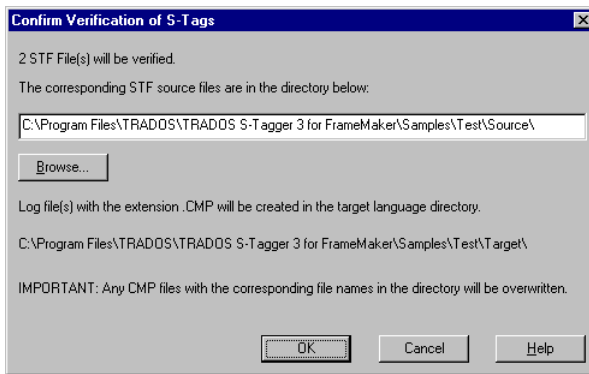 Confirm Verification of S-Tags
2 STF File(s) will be verified.
The corresponding STF source files are in the directory below:
C:\Program Files\TRADOS\TRADOS S-Tagger 3 for FrameMaker\Samples\Test\Source\
Browse...
Log file(s) with the extension .CMP will be created in the target language directory.
C:\Program Files\TRADOS\TRADOS S-Tagger 3 for FrameMaker\Samples\Test\Target\
IMPORTANT: Any CMP files with the corresponding file names in the directory will be overwritten.
OK Cancel Help